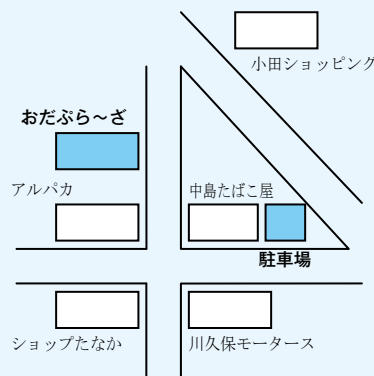 小田ショッピング
おだぷら～ざ
アルパカ
中島たばこ屋
駐車場
ショップたなか
川久保モータース